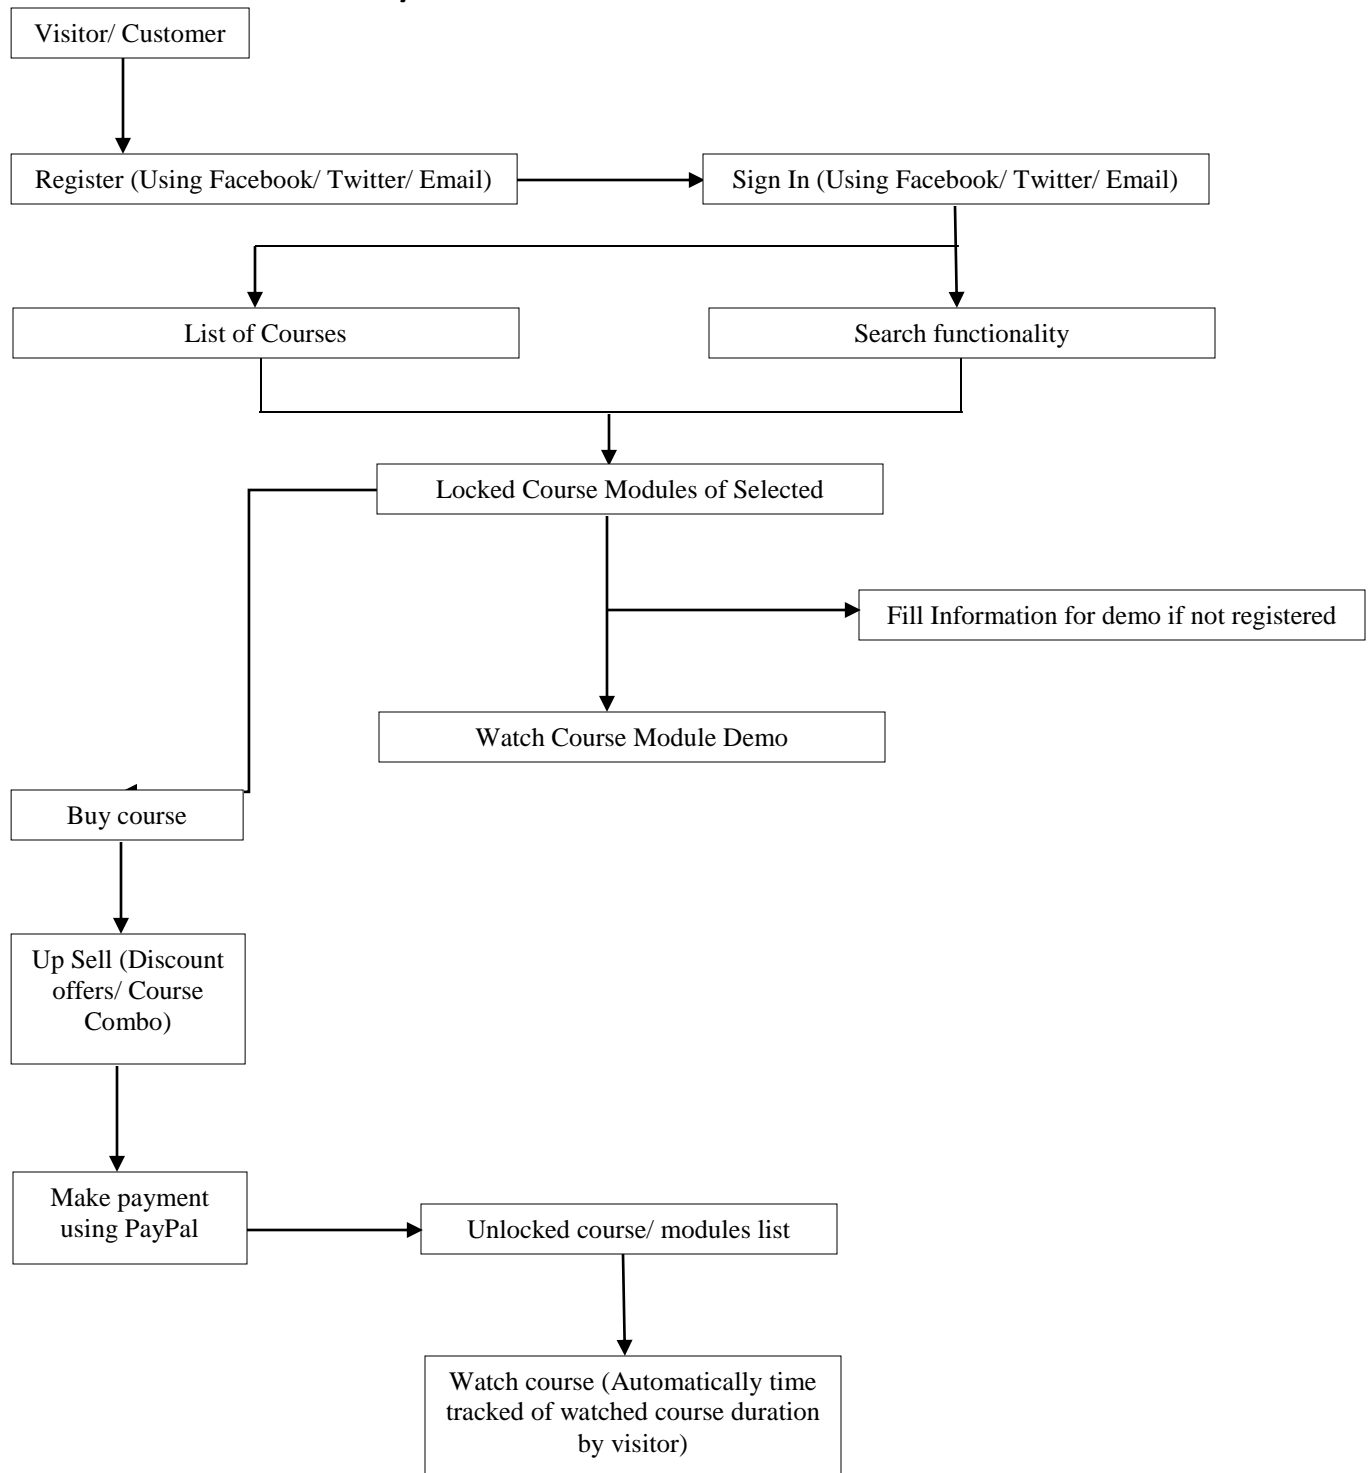 Visitor/ Customer
Register (Using Facebook/ Twitter/ Email)
Sign In (Using Facebook/ Twitter/ Email)
List of Courses
Search functionality
Locked Course Modules of Selected
Fill Information for demo if not registered
Watch Course Module Demo
Buy course
Up Sell (Discount
offers/ Course
Combo)
Make payment
using PayPal
Unlocked course/ modules list
Watch course (Automatically time
tracked of watched course duration
by visitor)